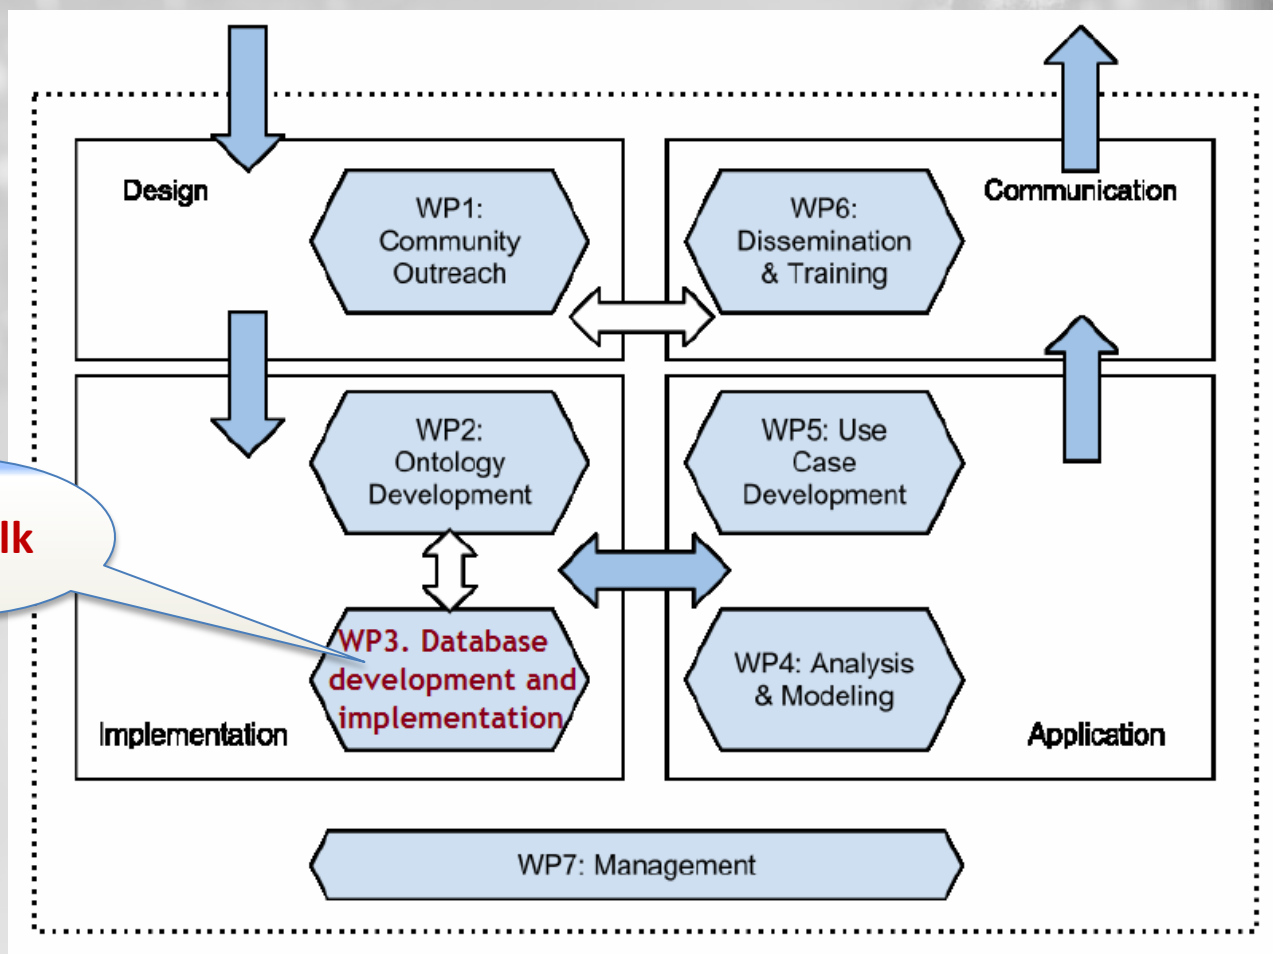 Design
WP1:
Community
Outreach
WP6:
Dissemination
& Training
Communication
WP2:
Ontology
Development
WP5: Use
Case
Development
lk
WP3. Database
development and
implementation
Implementation
WP4: Analysis
& Modeling
Application
WP7: Management